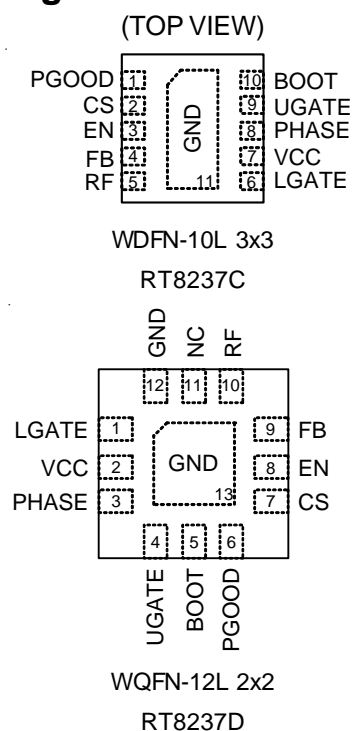 (TOP VIEW)
PGOOD 1
CS 2
EN 3
FB 4
RF 5
GND
11
10 BOOT
9 UGATE
8 PHASE
7 VCC
6 LGATE
WDFN-10L 3x3
RT8237C
GND NC RF
12 11 10
LGATE 1
VCC 2
PHASE 3
GND
13
9 FB
8 EN
7 CS
4 5 6
UGATE BOOT PGOOD
WQFN-12L 2x2
RT8237D